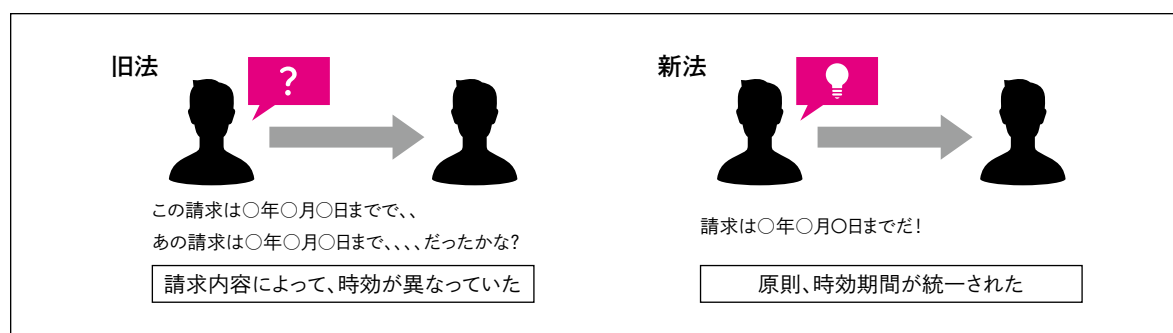 旧法
?
この請求は○年○月○日までで、、
あの請求は○年○月○日まで、、、、だったかな?
請求内容によって、時効が異なっていた
新法
請求は○年○月〇日までだ!
原則、時効期間が統一された